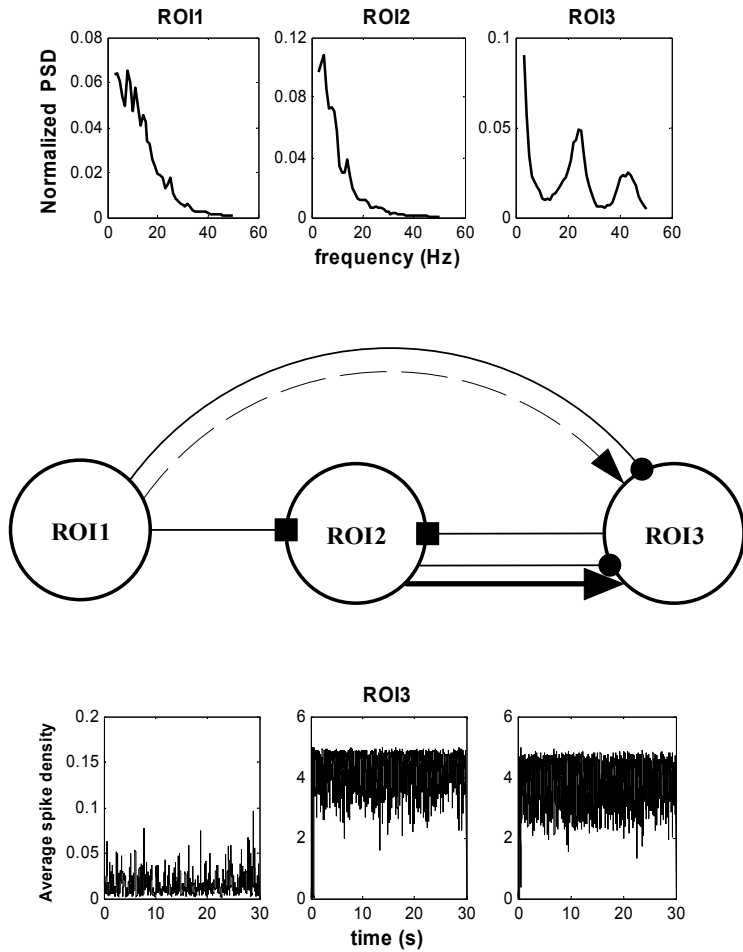 ROI1 ROI2 ROI3
Normalized PSD
0.08 0.12 0.1
0.06
0.08
0.04 0.05
0.04
0.02
0 0 0
0 20 40 60 0 20 40 60 0 20 40 60
frequency (Hz)
ROI1 ROI2 ROI3
ROI3
Average spike density
0.2 6 6
0.15
4 4
0.1
2 2
0.05
0 0 0
0 10 20 30 0 10 20 30 0 10 20 30
time (s)